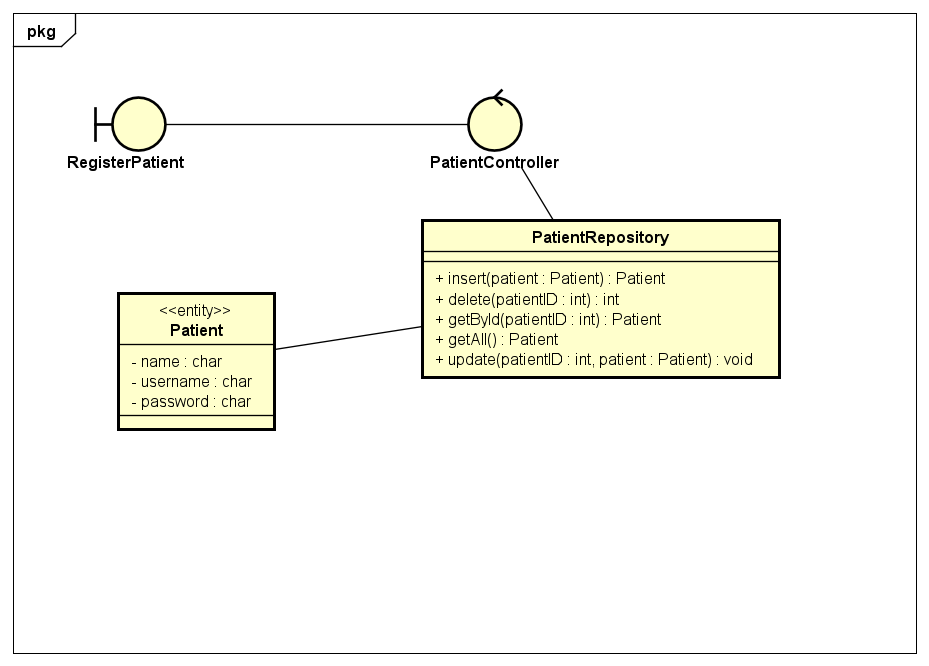 pkg
RegisterPatient
PatientController
PatientRepository
+ insert(patient : Patient) : Patient
+ delete(patientID : int) : int
+ getById(patientID : int) : Patient
+ getAll() : Patient
+ update(patientID : int, patient : Patient) : void
<<entity>>
Patient
- name : char
- username : char
- password : char